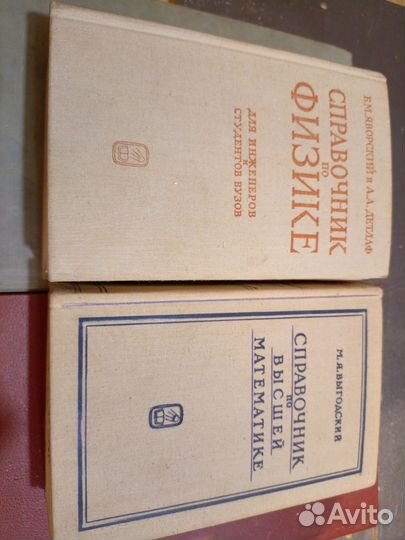 Б.М.ЯВОРСКИЙ и А.А.ДЕТЛАФ
СПРАВОЧНИК
ПО
ФИЗИКЕ
ДЛЯ ИНЖЕНЕРОВ
И
СТУДЕНТОВ ВУЗОВ
М.Я.ВЫГОДСКИЙ
СПРАВОЧНИК
ПО
ВЫСШЕЙ
МАТЕМАТИКЕ
Avito